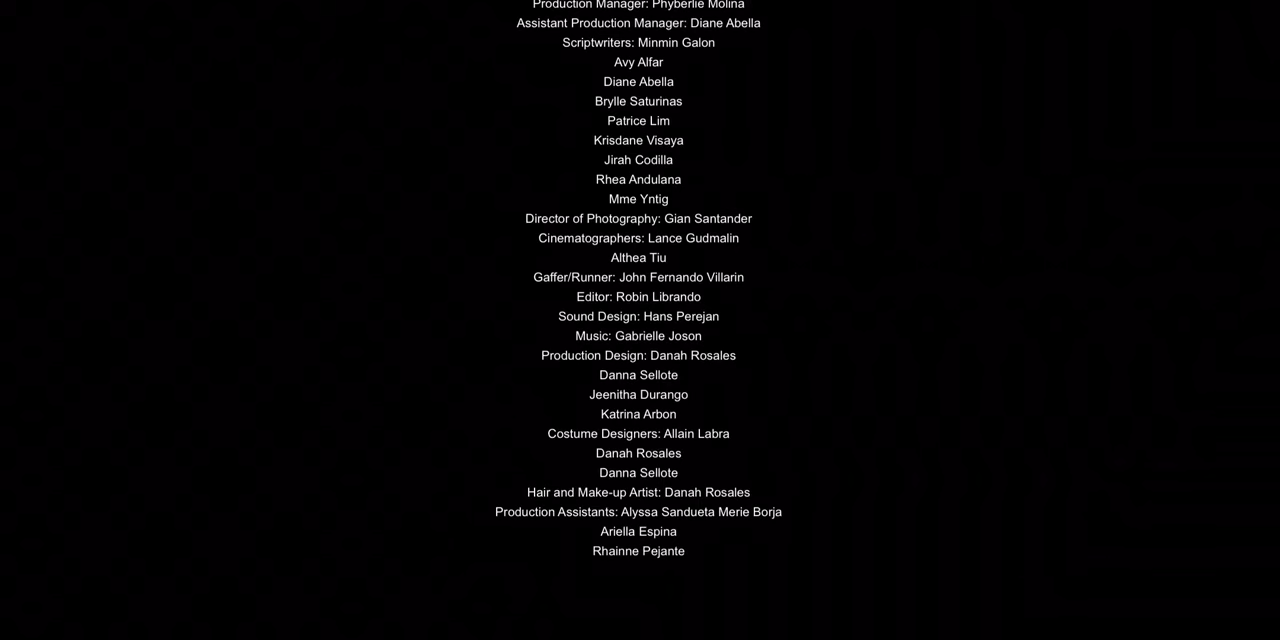 Production Manager: Phyberlie Molina
Assistant Production Manager: Diane Abella
Scriptwriters: Minmin Galon
Avy Alfar
Diane Abella
Brylle Saturinas
Patrice Lim
Krisdane Visaya
Jirah Codilla
Rhea Andulana
Mme Yntig
Director of Photography: Gian Santander
Cinematographers: Lance Gudmalin
Althea Tiu
Gaffer/Runner: John Fernando Villarin
Editor: Robin Librando
Sound Design: Hans Perejan
Music: Gabrielle Joson
Production Design: Danah Rosales
Danna Sellote
Jeenitha Durango
Katrina Arbon
Costume Designers: Allain Labra
Danah Rosales
Danna Sellote
Hair and Make-up Artist: Danah Rosales
Production Assistants: Alyssa Sandueta Merie Borja
Ariella Espina
Rhainne Pejante